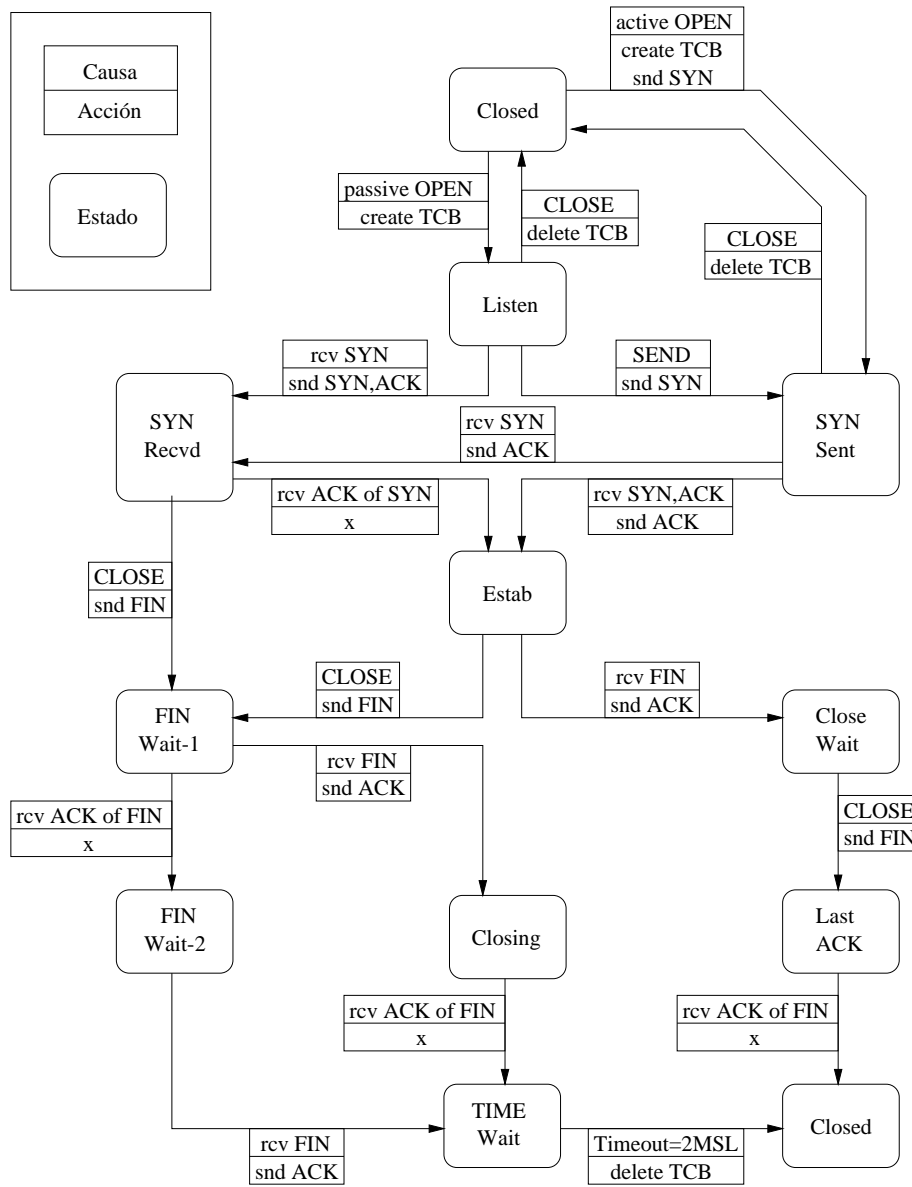 active OPEN
create TCB
snd SYN
Causa
Acción
Closed
Estado
passive OPEN
create TCB
CLOSE
delete TCB
CLOSE
delete TCB
Listen
rcv SYN
snd SYN,ACK
SEND
snd SYN
SYN
Recvd
rcv SYN
snd ACK
SYN
Sent
rcv ACK of SYN
x
rcv SYN,ACK
snd ACK
Estab
CLOSE
snd FIN
CLOSE
snd FIN
rcv FIN
snd ACK
FIN
Wait-1
Close
Wait
rcv FIN
snd ACK
rcv ACK of FIN
x
CLOSE
snd FIN
FIN
Wait-2
Closing
Last
ACK
rcv ACK of FIN
x
rcv ACK of FIN
x
TIME
Wait
Closed
rcv FIN
snd ACK
Timeout=2MSL
delete TCB